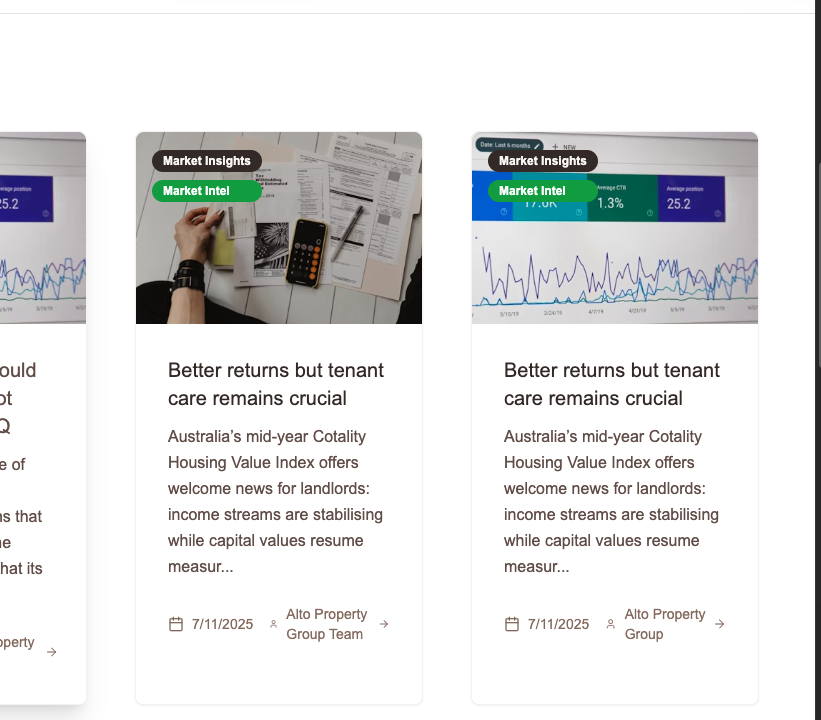 25.2
ould
ot
Q
e of
ns that
e
hat its
operty
Market Insights
Market Intel
Better returns but tenant
care remains crucial
Australia’s mid-year Cotality
Housing Value Index offers
welcome news for landlords:
income streams are stabilising
while capital values resume
measur...
7/11/2025
Alto Property
Group Team
Date: Last 6 months
NEW
Market Insights
Market Intel
17.6K
Average CTR
1.3%
Average position
25.2
Better returns but tenant
care remains crucial
Australia’s mid-year Cotality
Housing Value Index offers
welcome news for landlords:
income streams are stabilising
while capital values resume
measur...
7/11/2025
Alto Property
Group